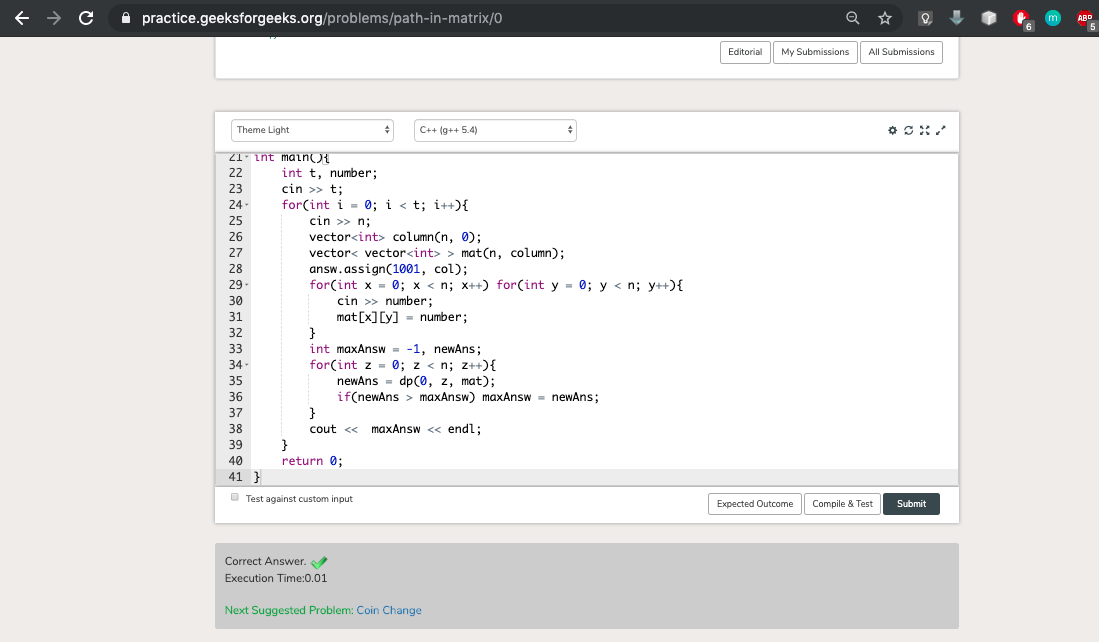 practice.geeksforgeeks.org/problems/path-in-matrix/0
6
m
ABP
5
Editorial
My Submissions
All Submissions
Theme Light
C++ (g++ 5.4)
21 int main(){
22     int t, number;
23     cin >> t;
24     for(int i = 0; i < t; i++){
25         cin >> n;
26         vector<int> column(n, 0);
27         vector< vector<int> > mat(n, column);
28         answ.assign(1001, col);
29         for(int x = 0; x < n; x++) for(int y = 0; y < n; y++){
30             cin >> number;
31             mat[x][y] = number;
32         }
33         int maxAnsw = -1, newAns;
34         for(int z = 0; z < n; z++){
35             newAns = dp(0, z, mat);
36             if(newAns > maxAnsw) maxAnsw = newAns;
37         }
38         cout <<  maxAnsw << endl;
39     }
40     return 0;
41 }
Test against custom input
Expected Outcome
Compile & Test
Submit
Correct Answer.
Execution Time:0.01
Next Suggested Problem: Coin Change